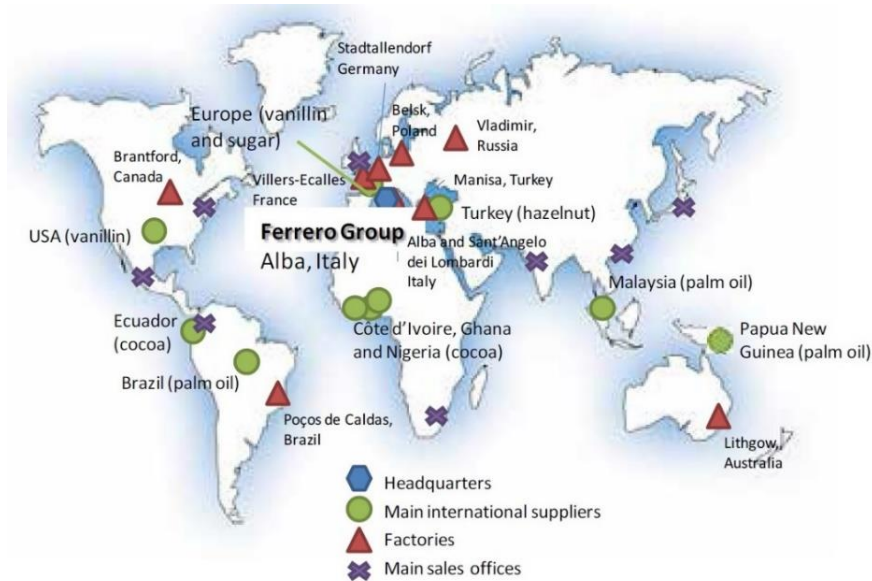 Stadtallendorf
Germany
Europe (vanillin
and sugar)
Belsk,
Poland
Vladimir,
Russia
Brantford,
Canada
Villers-Ecalles
France
Manisa, Turkey
USA (vanillin)
Turkey (hazelnut)
Ferrero Group
Alba, Italy
Alba and Sant'Angelo
dei Lombardi
Italy
Malaysia (palm oil)
Ecuador
(cocoa)
Côte d'Ivoire, Ghana
and Nigeria (cocoa)
Papua New
Guinea (palm oil)
Brazil (palm oil)
Poços de Caldas,
Brazil
Lithgow,
Australia
Headquarters
Main international suppliers
Factories
Main sales offices